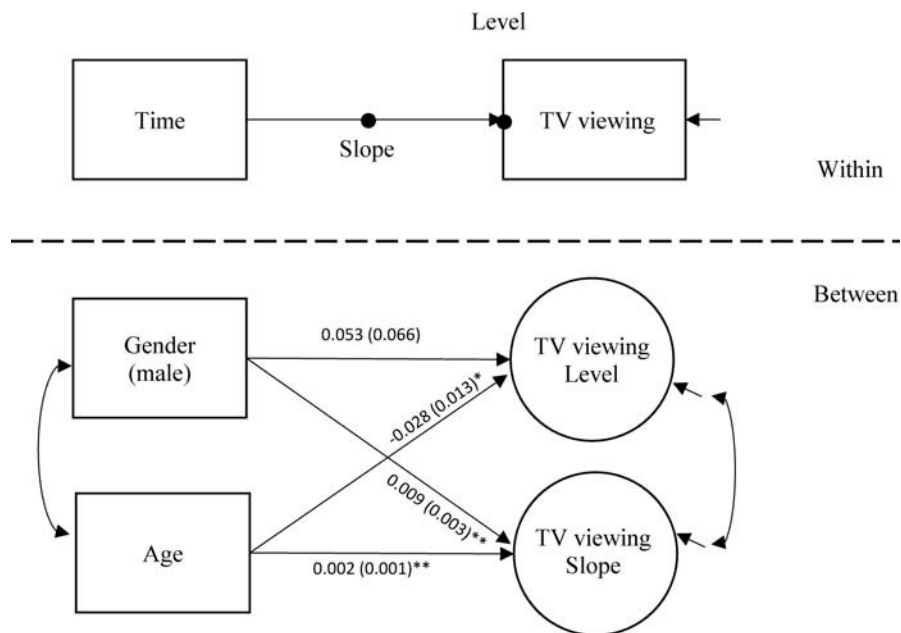 Level
Time
Slope
TV viewing
Within
Between
Gender
(male)
0.053 (0.066)
TV viewing
Level
-0.028 (0.013)*
0.009 (0.003)**
Age
0.002 (0.001)**
TV viewing
Slope